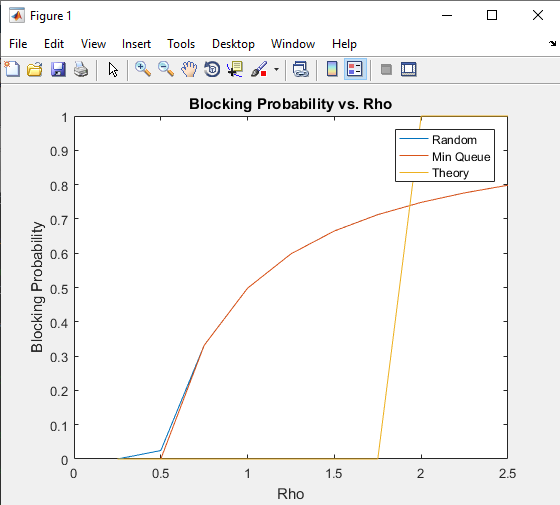 Figure 1
File Edit View Insert Tools Desktop Window Help
Blocking Probability vs. Rho
Random
Min Queue
Theory
Blocking Probability
1
0.9
0.8
0.7
0.6
0.5
0.4
0.3
0.2
0.1
0
0 0.5 1 1.5 2 2.5
Rho